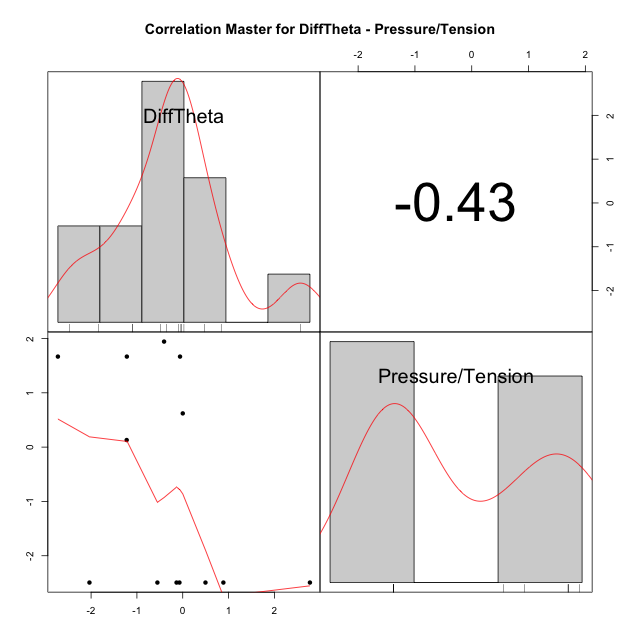 Correlation Master for DiffTheta - Pressure/Tension
-2 -1 0 1 2
DiffTheta
-0.43
2
1
0
-1
-2
2
1
0
-1
-2
Pressure/Tension
-2 -1 0 1 2